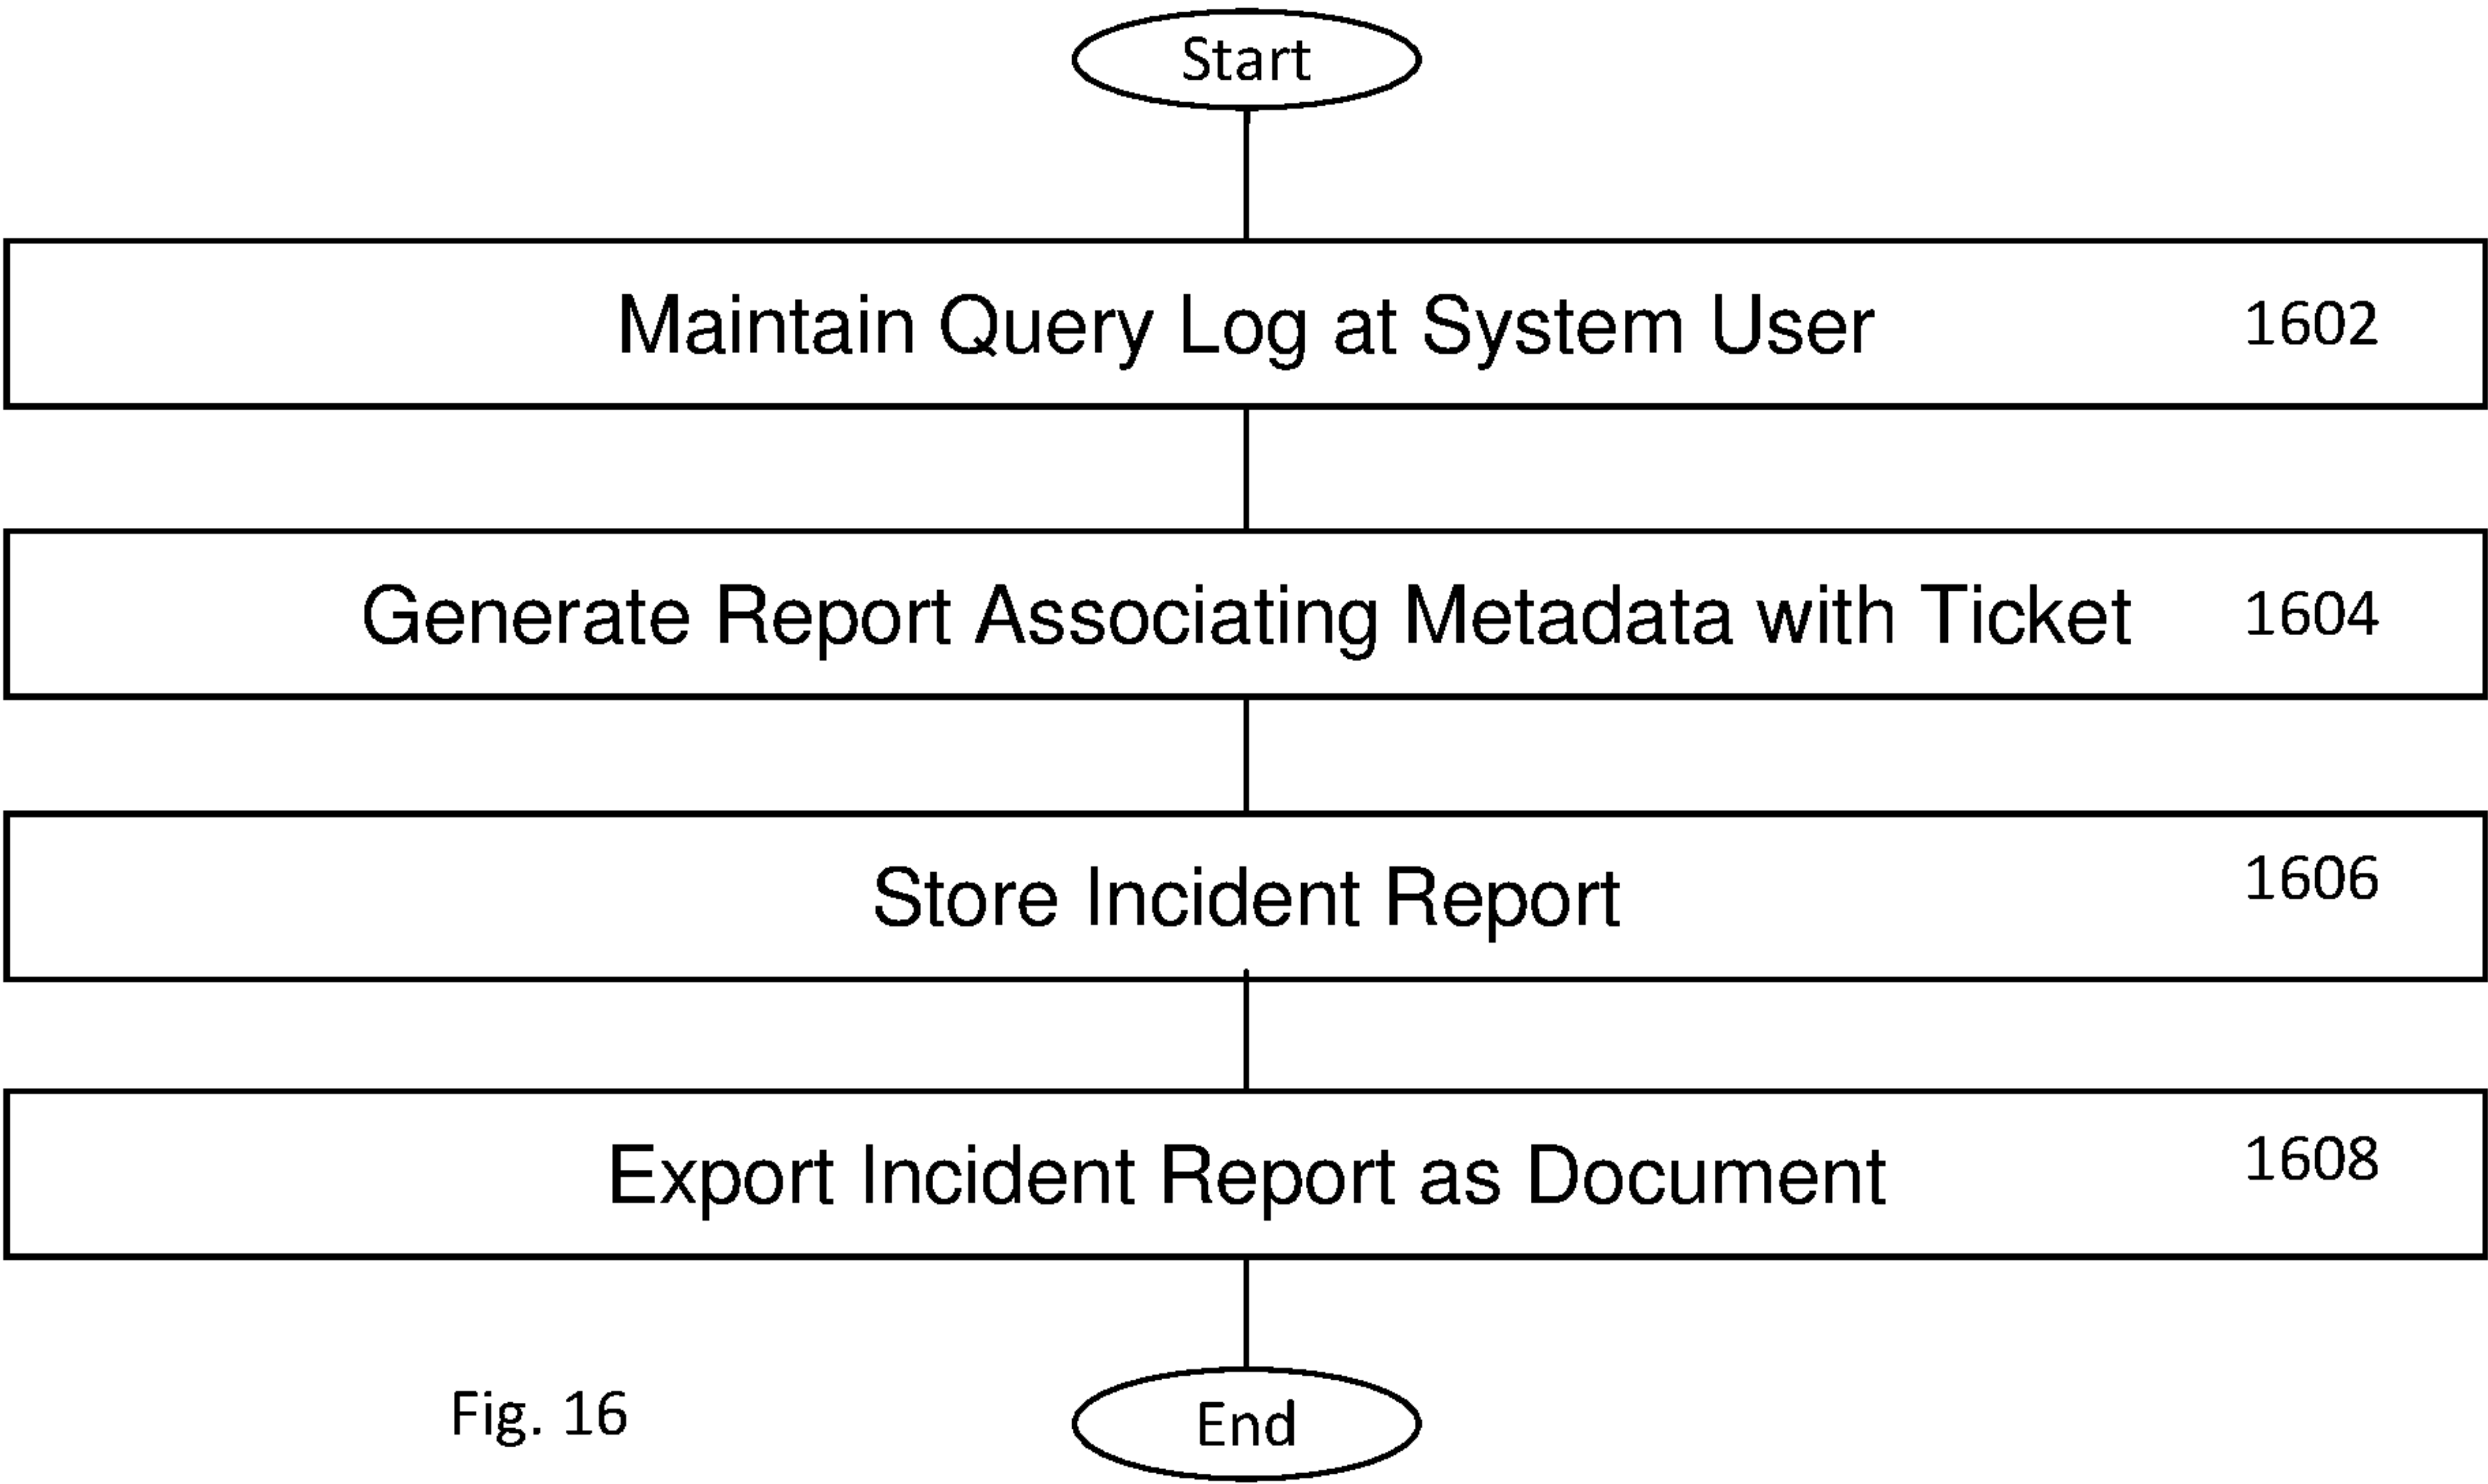 Start
Maintain Query Log at System User 1602
Generate Report Associating Metadata with Ticket 1604
Store Incident Report 1606
Export Incident Report as Document 1608
Fig. 16
End